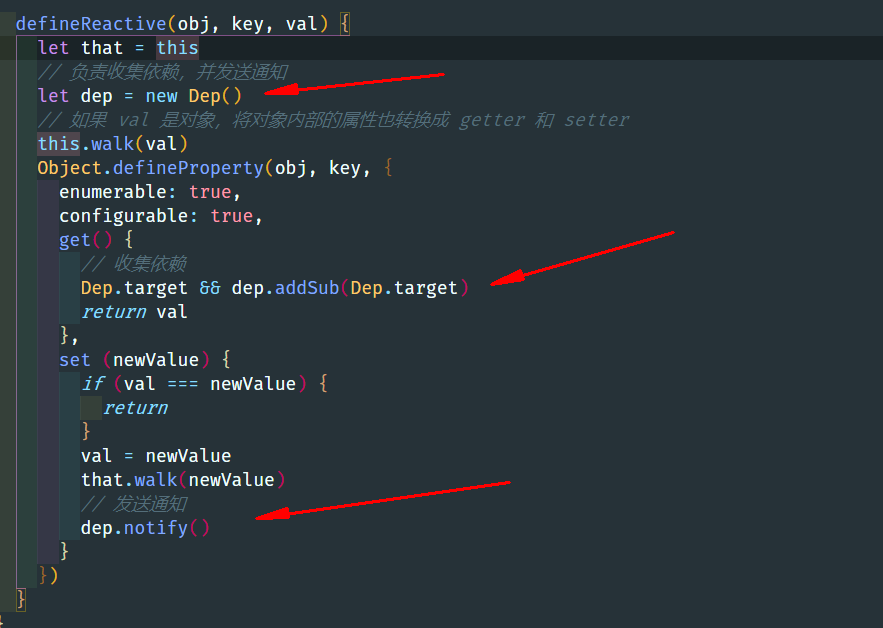 defineReactive(obj, key, val) {
let that = this
// 负责收集依赖，并发送通知
let dep = new Dep()
// 如果 val 是对象，将对象内部的属性也转换成 getter 和 setter
this.walk(val)
Object.defineProperty(obj, key, {
enumerable: true,
configurable: true,
get() {
// 收集依赖
Dep.target && dep.addSub(Dep.target)
return val
},
set (newValue) {
if (val === newValue) {
return
}
val = newValue
that.walk(newValue)
// 发送通知
dep.notify()
}
})
}